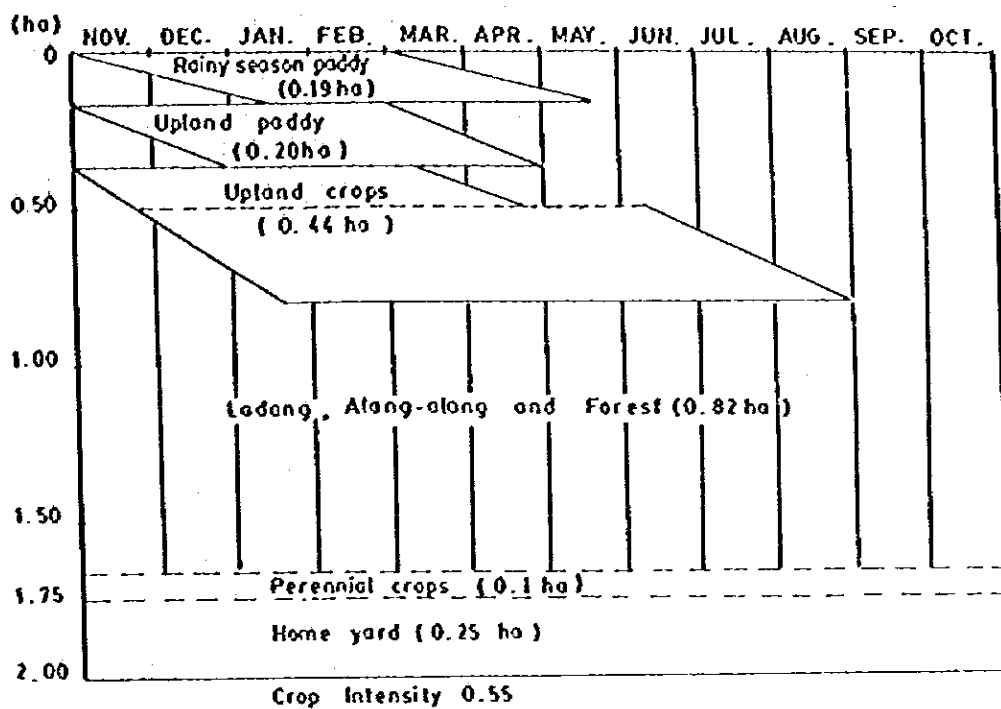 (ha)
NOV. DEC. JAN. FEB. MAR. APR. MAY. JUN. JUL. AUG. SEP. OCT.
0
Rainy season paddy
(0.19 ha)
Upland paddy
(0.20ha)
Upland crops
0.50
(0.44 ha)
1.00
Ladang, Alang-alang and Forest (0.82 ha)
1.50
Perennial crops (0.1 ha)
1.75
Home yard (0.25 ha)
2.00
Crop Intensity 0.55